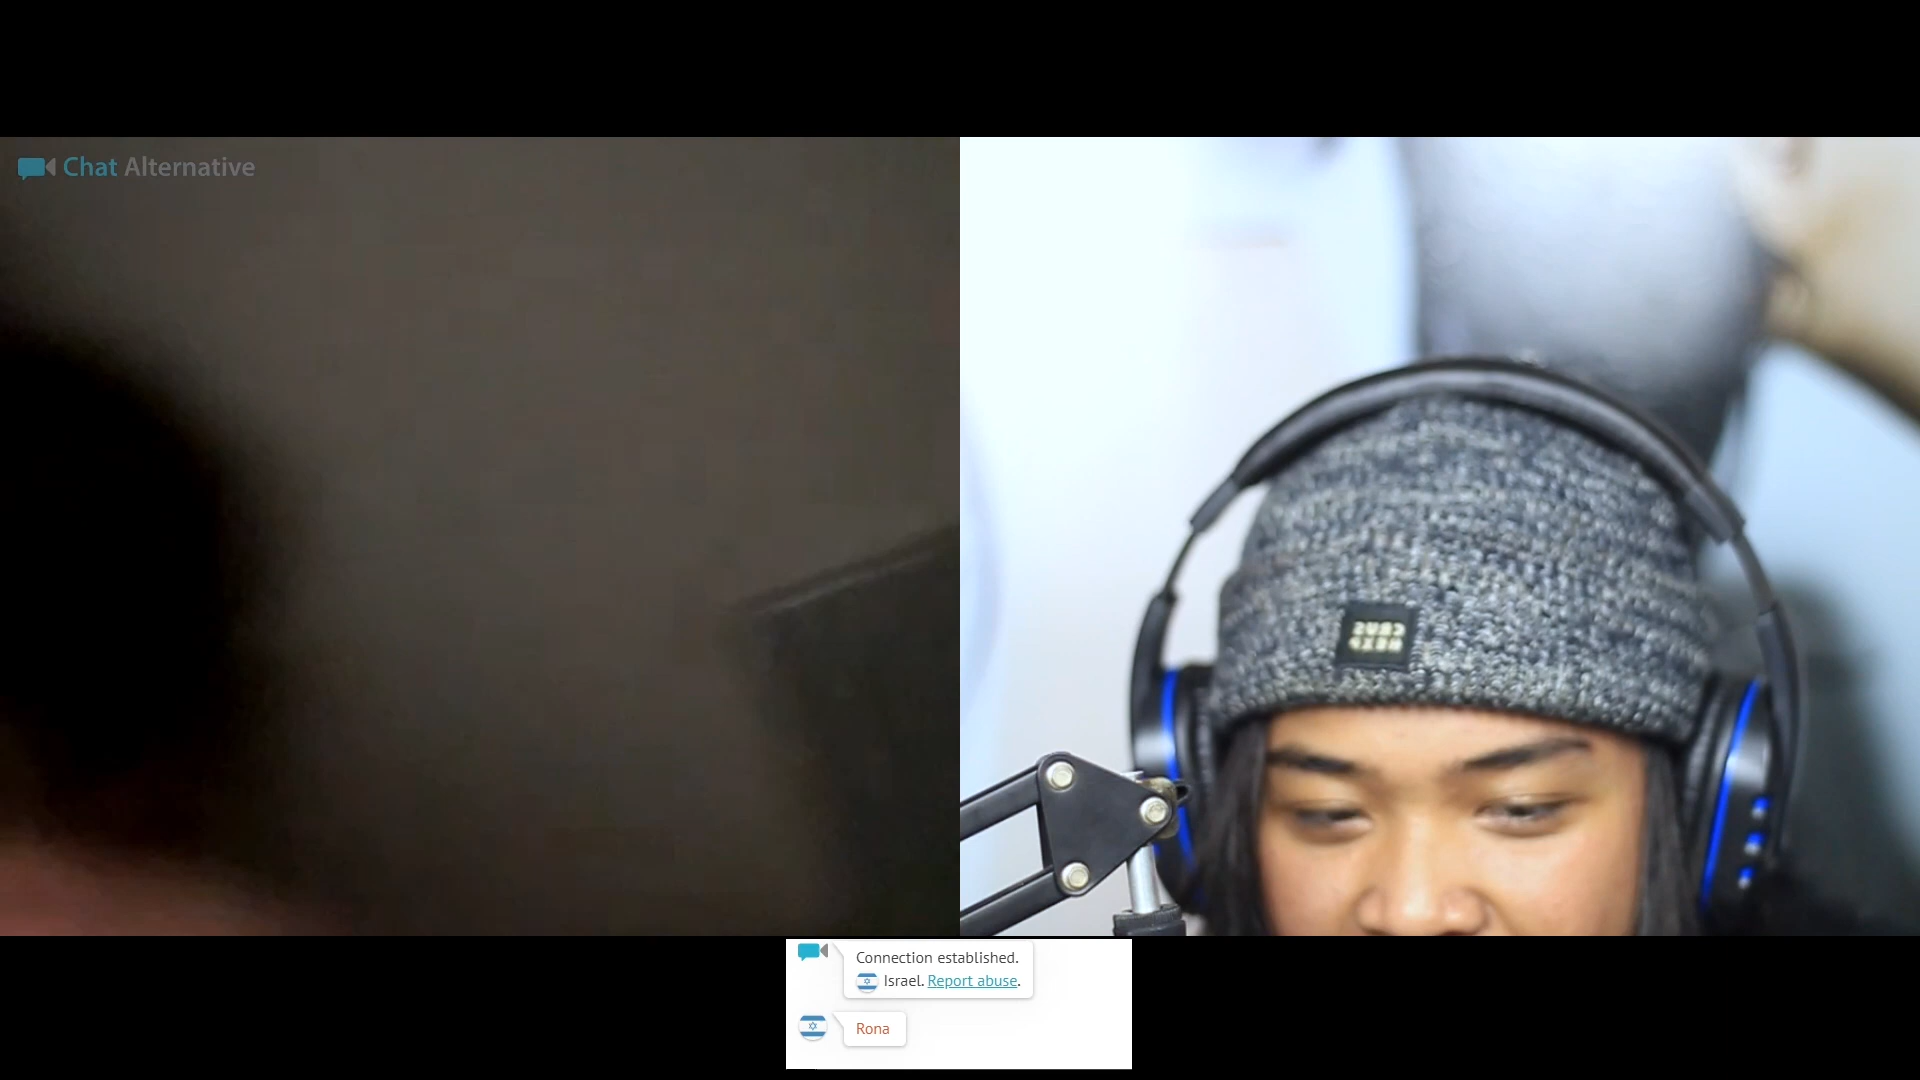 Chat Alternative
Connection established.
Israel. Report abuse.
Rona